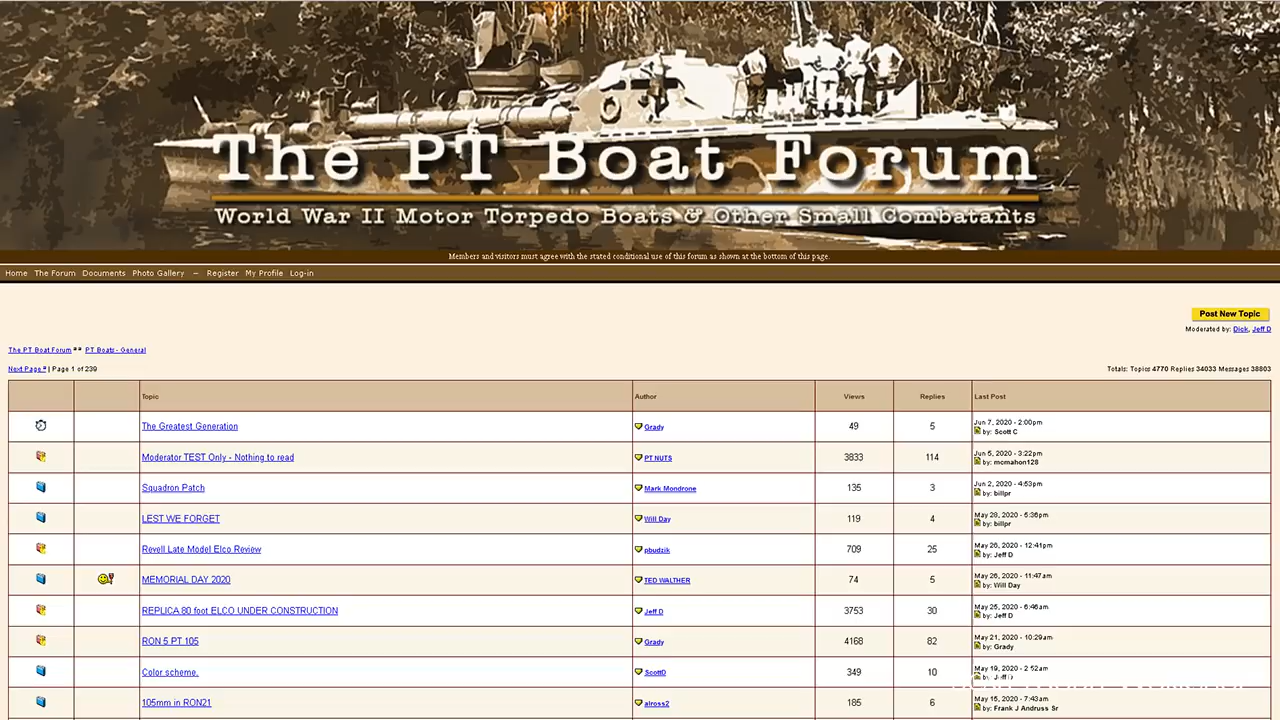 The PT Boat Forum
World War II Motor Torpedo Boats & Other Small Combatants
Members and visitors must agree with the stated conditional use of this forum as shown at the bottom of this page.
Home The Forum Documents Photo Gallery — Register My Profile Log-in
Post New Topic
Moderated by: Dick, Jeff D
The PT Boat Forum »» PT Boats - General
Next Page » | Page 1 of 239 Totals: Topics 4770 Replies 34033 Messages 38803
Topic Author Views Replies Last Post
The Greatest Generation Grady 49 5 Jun 7, 2020 - 2:00pm
by: Scott C
Moderator TEST Only - Nothing to read PT NUTS 3833 114 Jun 5, 2020 - 3:22pm
by: mcmahon128
Squadron Patch Mark Mondrone 135 3 Jun 2, 2020 - 4:53pm
by: billpr
LEST WE FORGET Will Day 119 4 May 28, 2020 - 5:36pm
by: billpr
Revell Late Model Elco Review pbudzik 709 25 May 26, 2020 - 12:41pm
by: Jeff D
MEMORIAL DAY 2020 TED WALTHER 74 5 May 26, 2020 - 11:47am
by: Will Day
REPLICA 80 foot ELCO UNDER CONSTRUCTION Jeff D 3753 30 May 25, 2020 - 6:46am
by: Jeff D
RON 5 PT 105 Grady 4168 82 May 21, 2020 - 10:29am
by: Grady
Color scheme. ScottD 349 10 May 19, 2020 - 2:52am
by: Jeff D
105mm in RON21 alross2 185 6 May 15, 2020 - 7:43am
by: Frank J Andruss Sr